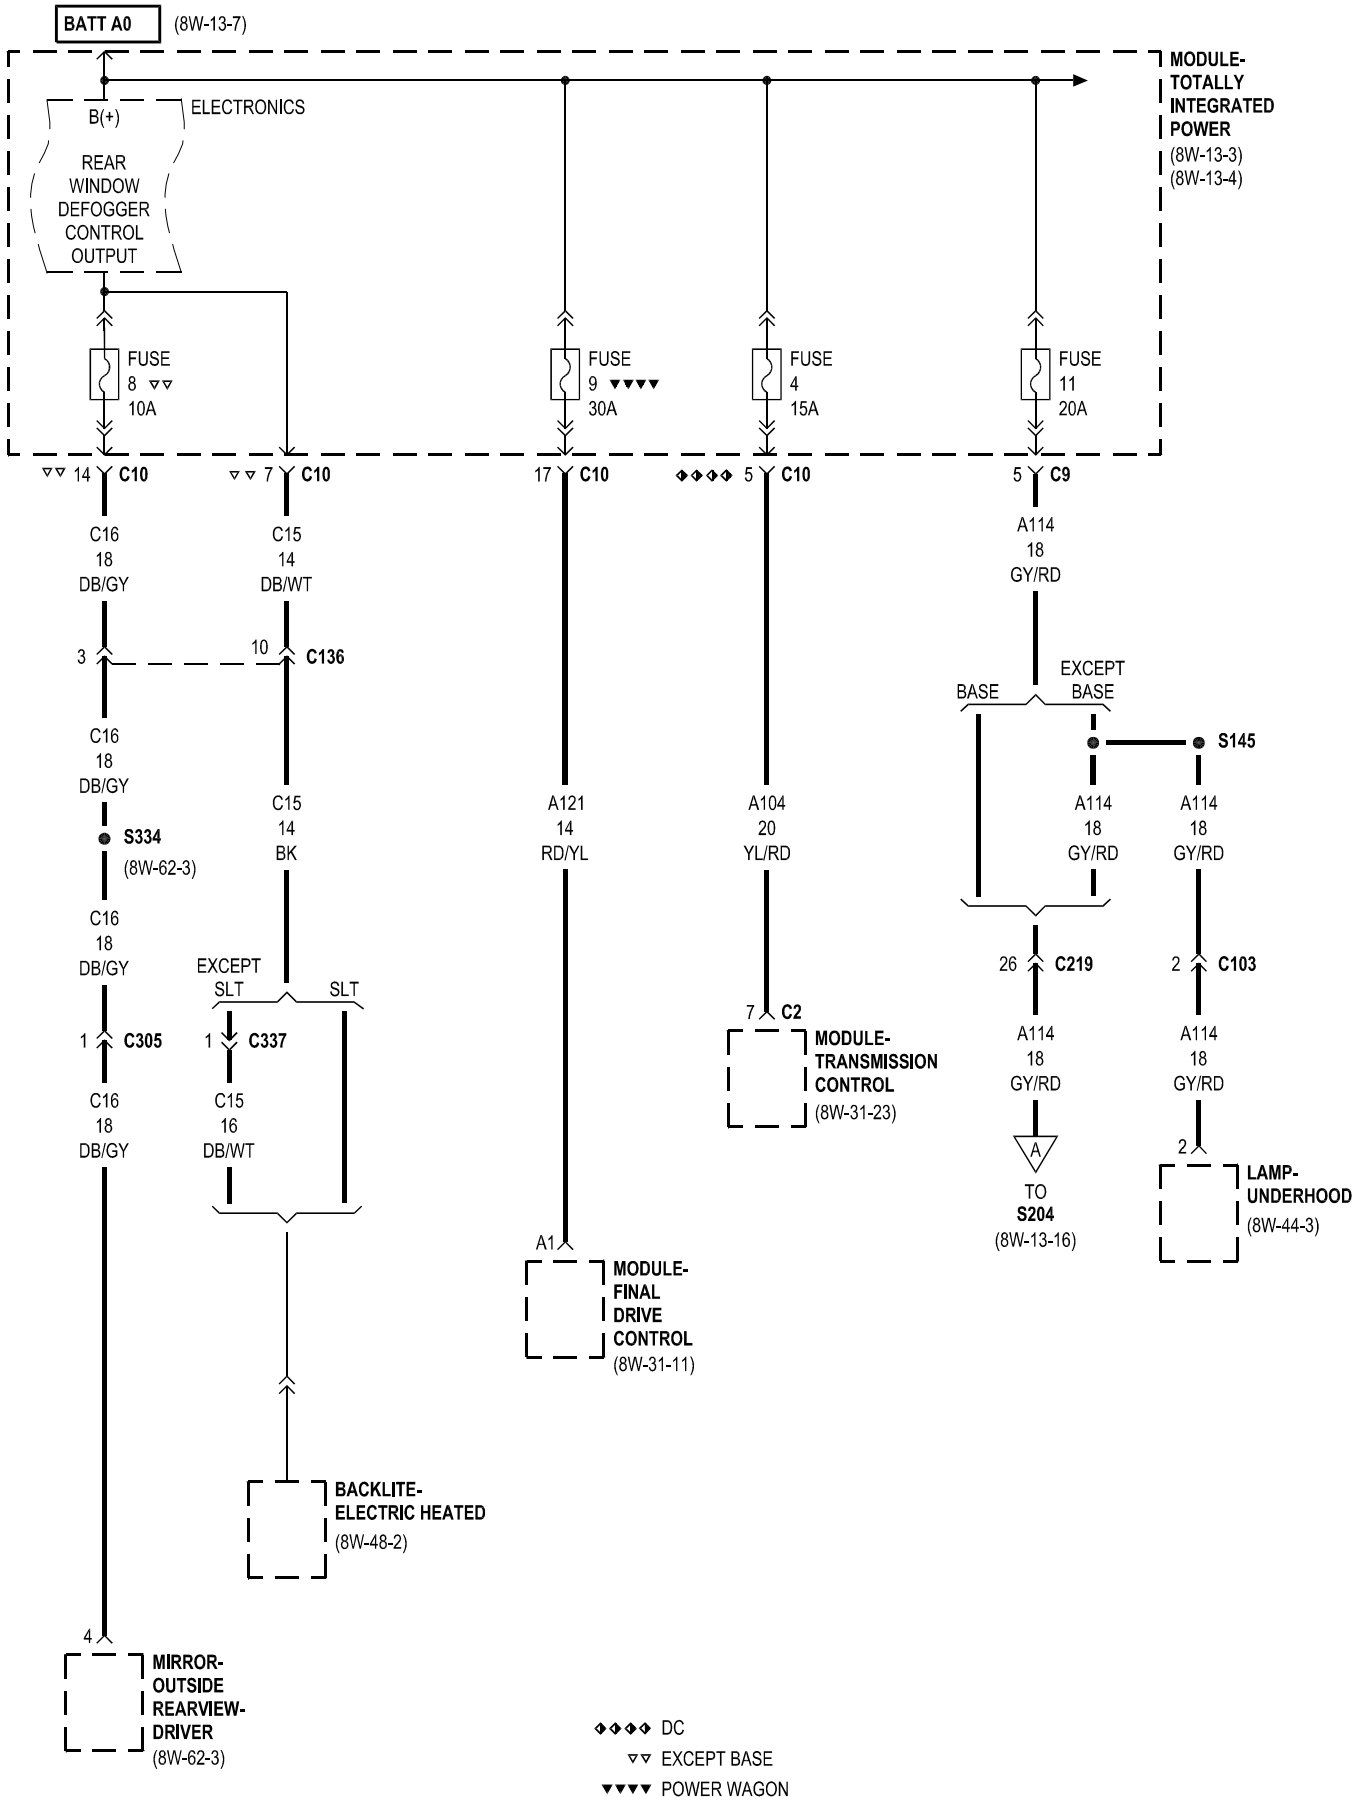 BATT A0 (8W-13-7)
MODULE-
TOTALLY
INTEGRATED
POWER
(8W-13-3)
(8W-13-4)
ELECTRONICS
B(+)
REAR
WINDOW
DEFOGGER
CONTROL
OUTPUT
FUSE
8 ▽▽
10A
FUSE
9 ▼▼▼▼
30A
FUSE
4
15A
FUSE
11
20A
▽▽ 14 C10
▽▽ 7 C10
17 C10
5 C10
5 C9
C16
18
DB/GY
C15
14
DB/WT
A114
18
GY/RD
3
10 C136
BASE
EXCEPT
BASE
S145
C16
18
DB/GY
S334
(8W-62-3)
C15
14
BK
A121
14
RD/YL
A104
20
YL/RD
A114
18
GY/RD
A114
18
GY/RD
C16
18
DB/GY
EXCEPT
SLT
SLT
26 C219
2 C103
1 C305
1 C337
7 C2
MODULE-
TRANSMISSION
CONTROL
(8W-31-23)
A114
18
GY/RD
A114
18
GY/RD
C16
18
DB/GY
C15
16
DB/WT
A
TO
S204
(8W-13-16)
2
LAMP-
UNDERHOOD
(8W-44-3)
A1
MODULE-
FINAL
DRIVE
CONTROL
(8W-31-11)
BACKLITE-
ELECTRIC HEATED
(8W-48-2)
4
MIRROR-
OUTSIDE
REARVIEW-
DRIVER
(8W-62-3)
DC
▽▽ EXCEPT BASE
▼▼▼▼ POWER WAGON